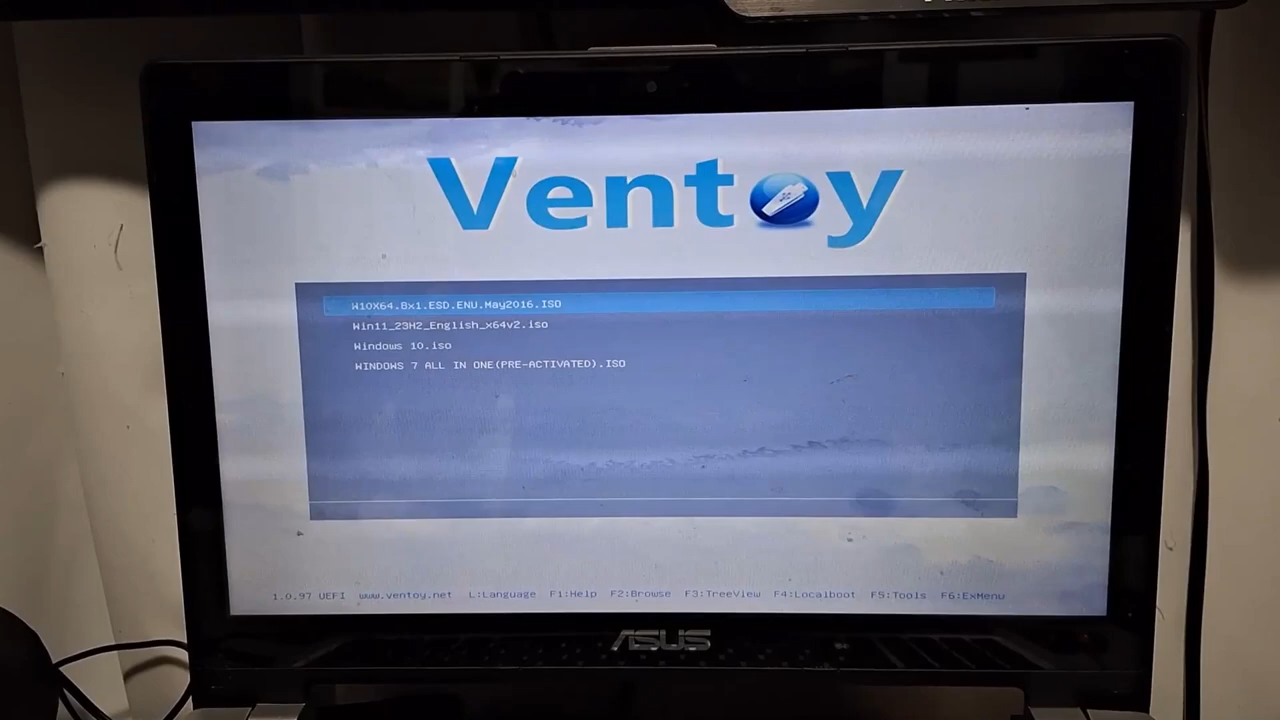 Ventoy
W10X64.8x1.ESD.ENU.May2016.ISO
Win11_23H2_English_x64v2.iso
Windows 10.iso
WINDOWS 7 ALL IN ONE(PRE-ACTIVATED).ISO
1.0.97 UEFI www.ventoy.net L:Language F1:Help F2:Browse F3:TreeView F4:Localboot F5:Tools F6:ExMenu
ASUS